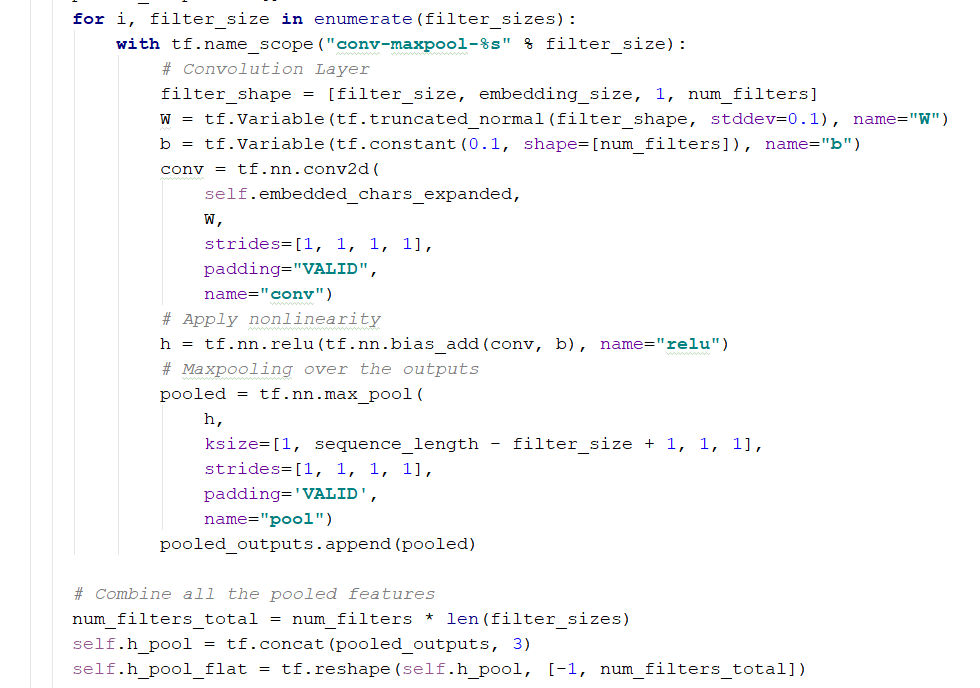 for i, filter_size in enumerate(filter_sizes):
with tf.name_scope("conv-maxpool-%s" % filter_size):
# Convolution Layer
filter_shape = [filter_size, embedding_size, 1, num_filters]
W = tf.Variable(tf.truncated_normal(filter_shape, stddev=0.1), name="W")
b = tf.Variable(tf.constant(0.1, shape=[num_filters]), name="b")
conv = tf.nn.conv2d(
self.embedded_chars_expanded,
W,
strides=[1, 1, 1, 1],
padding="VALID",
name="conv")
# Apply nonlinearity
h = tf.nn.relu(tf.nn.bias_add(conv, b), name="relu")
# Maxpooling over the outputs
pooled = tf.nn.max_pool(
h,
ksize=[1, sequence_length - filter_size + 1, 1, 1],
strides=[1, 1, 1, 1],
padding='VALID',
name="pool")
pooled_outputs.append(pooled)
# Combine all the pooled features
num_filters_total = num_filters * len(filter_sizes)
self.h_pool = tf.concat(pooled_outputs, 3)
self.h_pool_flat = tf.reshape(self.h_pool, [-1, num_filters_total])